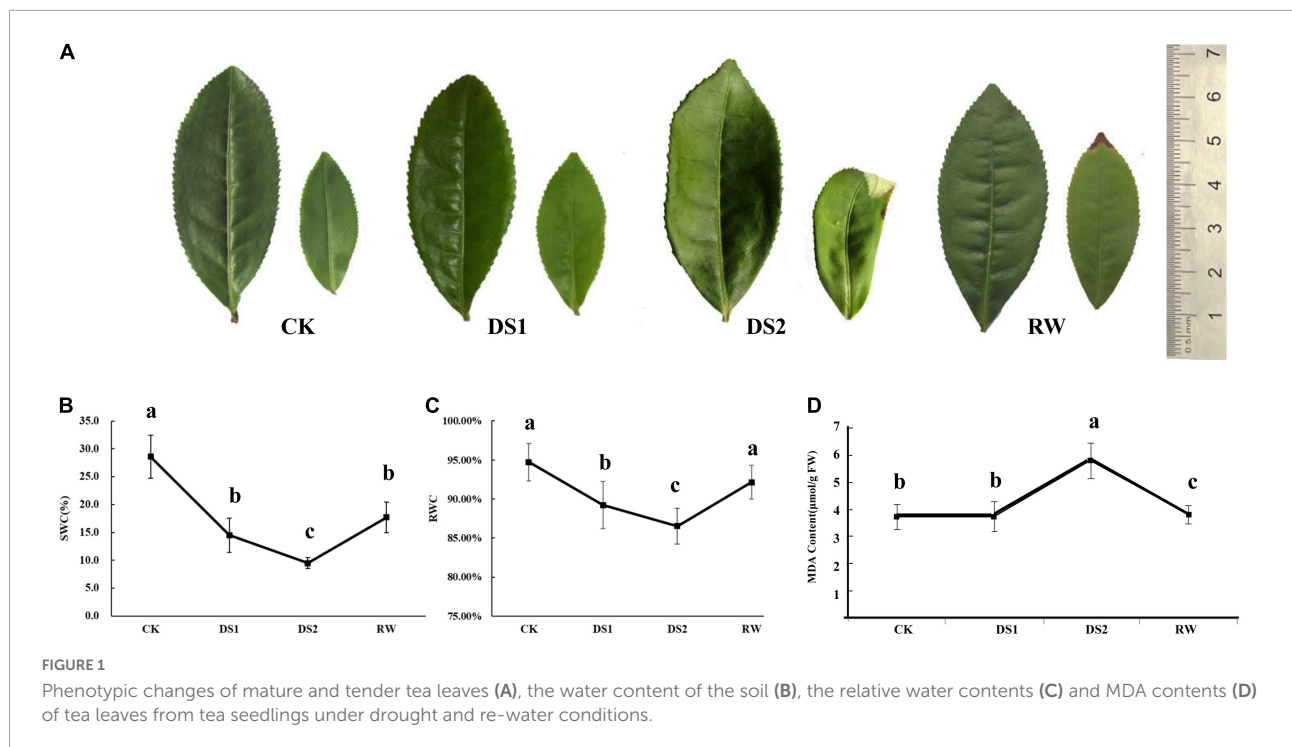 A
7
6
5
4
3
2
1
0.5 mm
CK
DS1
DS2
RW
B
SWC(%)
35.0
30.0
25.0
20.0
15.0
10.0
5.0
0.0
a
b
c
b
CK
DS1
DS2
RW
C
RWC
100.00%
95.00%
90.00%
85.00%
80.00%
75.00%
a
b
c
a
CK
DS1
DS2
RW
D
MDA Content(μmol/g FW)
7
6
5
4
3
2
1
b
b
a
c
CK
DS1
DS2
RW
FIGURE 1
Phenotypic changes of mature and tender tea leaves (A), the water content of the soil (B), the relative water contents (C) and MDA contents (D)
of tea leaves from tea seedlings under drought and re-water conditions.